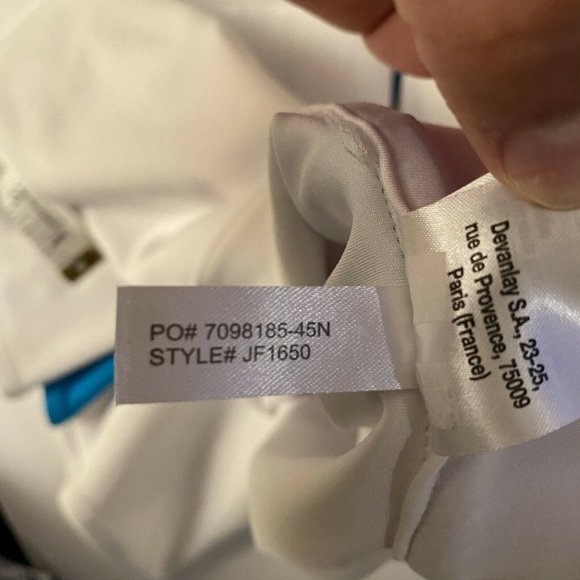 PO# 7098185-45N
STYLE# JF1650
Devanlay S.A., 23-25,
rue de Provence, 75009
Paris (France)